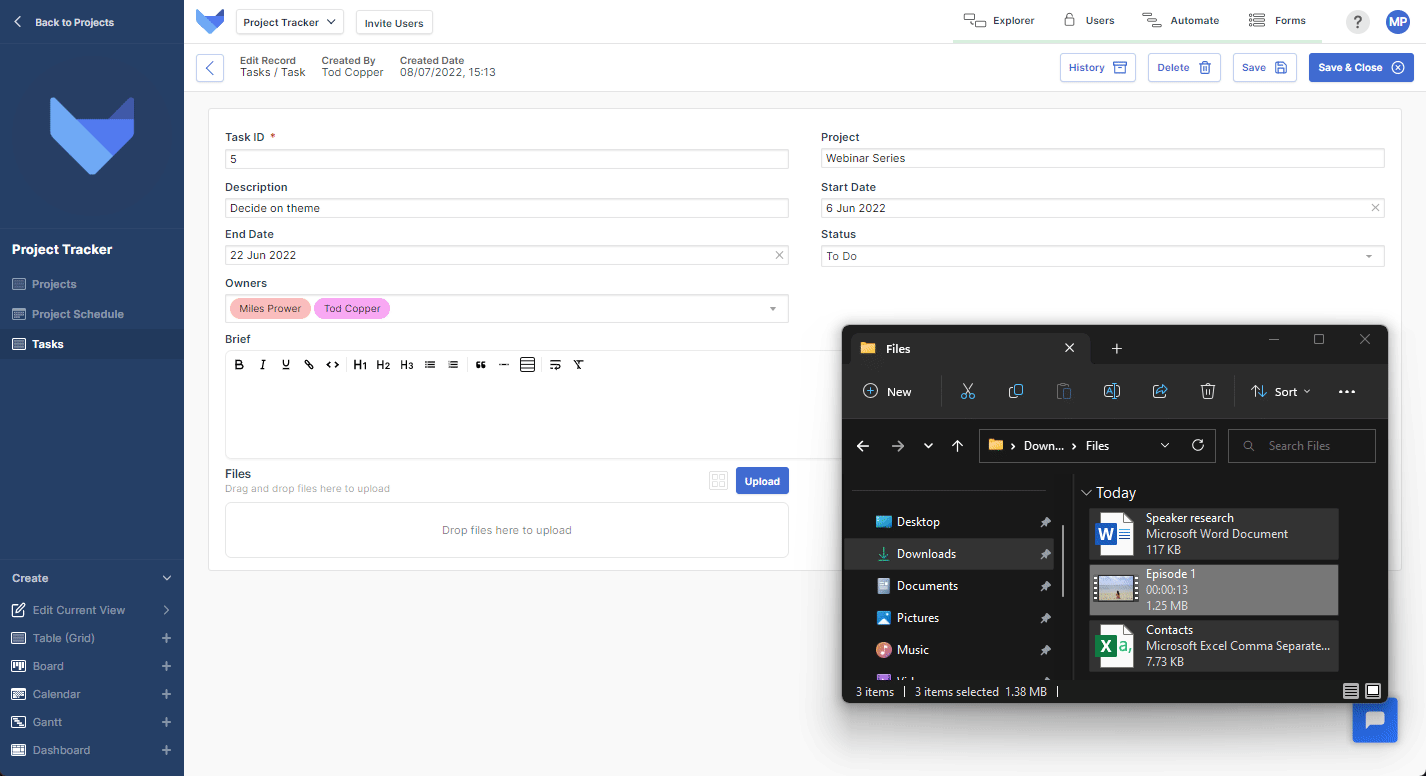 Back to Projects
Project Tracker
Invite Users
Explorer
Users
Automate
Forms
?
MP
Edit Record
Tasks / Task
Created By
Tod Copper
Created Date
08/07/2022, 15:13
History
Delete
Save
Save & Close
Project Tracker
Projects
Project Schedule
Tasks
Create
Edit Current View
Table (Grid)
Board
Calendar
Gantt
Dashboard
Task ID *
5
Project
Webinar Series
Description
Decide on theme
Start Date
6 Jun 2022
End Date
22 Jun 2022
Status
To Do
Owners
Miles Prower
Tod Copper
Brief
B I U H1 H2 H3
Files
Drag and drop files here to upload
Upload
Drop files here to upload
Files
New
Sort
Down...
Files
Search Files
Desktop
Downloads
Documents
Pictures
Music
Today
Speaker research
Microsoft Word Document
117 KB
Episode 1
00:00:13
1.25 MB
Contacts
Microsoft Excel Comma Separate...
7.73 KB
3 items
3 items selected 1.38 MB